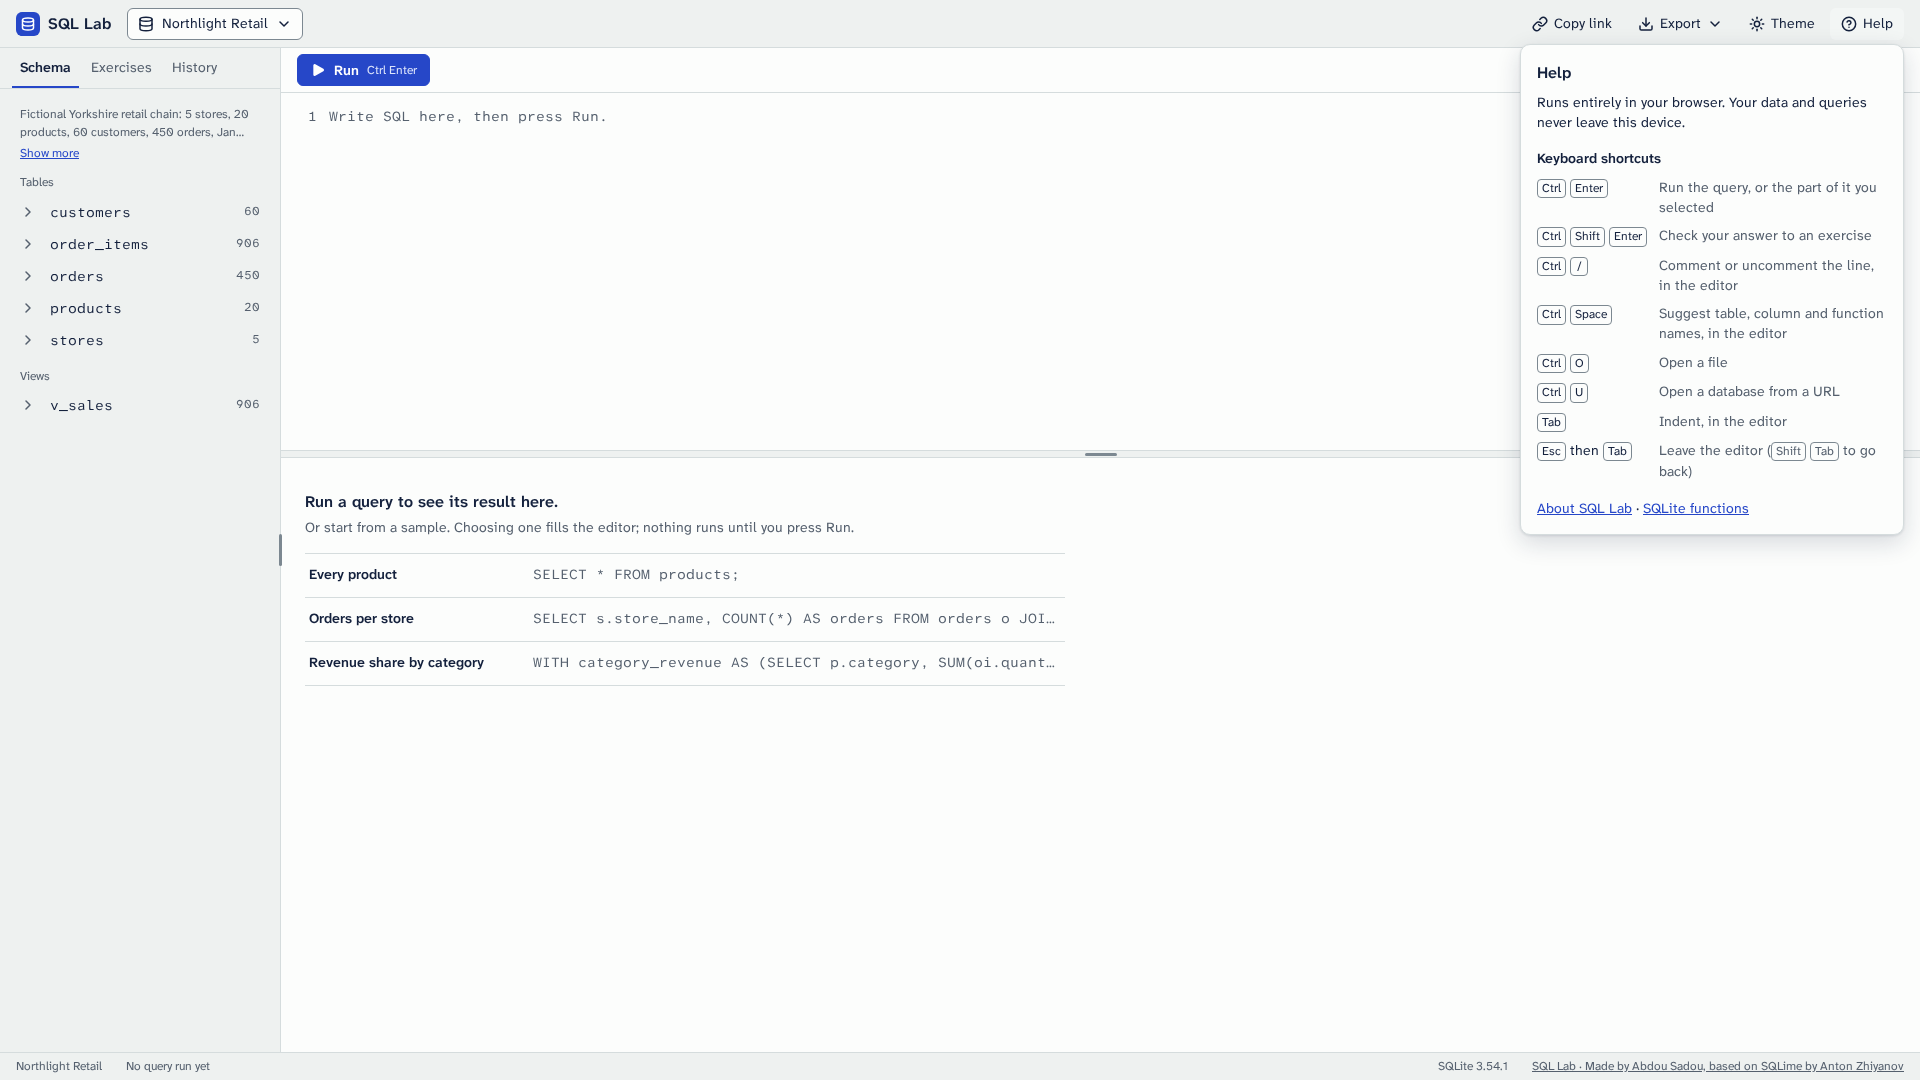 SQL Lab
Northlight Retail
Copy link
Export
Theme
Help
Schema
Exercises
History
Fictional Yorkshire retail chain: 5 stores, 20
products, 60 customers, 450 orders, Jan…
Show more
Tables
customers 60
order_items 906
orders 450
products 20
stores 5
Views
v_sales 906
Run Ctrl Enter
1 Write SQL here, then press Run.
Run a query to see its result here.
Or start from a sample. Choosing one fills the editor; nothing runs until you press Run.
Every product SELECT * FROM products;
Orders per store SELECT s.store_name, COUNT(*) AS orders FROM orders o JOI…
Revenue share by category WITH category_revenue AS (SELECT p.category, SUM(oi.quant…
Help
Runs entirely in your browser. Your data and queries
never leave this device.
Keyboard shortcuts
Ctrl Enter Run the query, or the part of it you
selected
Ctrl Shift Enter Check your answer to an exercise
Ctrl / Comment or uncomment the line,
in the editor
Ctrl Space Suggest table, column and function
names, in the editor
Ctrl O Open a file
Ctrl U Open a database from a URL
Tab Indent, in the editor
Esc then Tab Leave the editor (Shift Tab to go
back)
About SQL Lab · SQLite functions
Northlight Retail
No query run yet
SQLite 3.54.1
SQL Lab · Made by Abdou Sadou, based on SQLime by Anton Zhiyanov